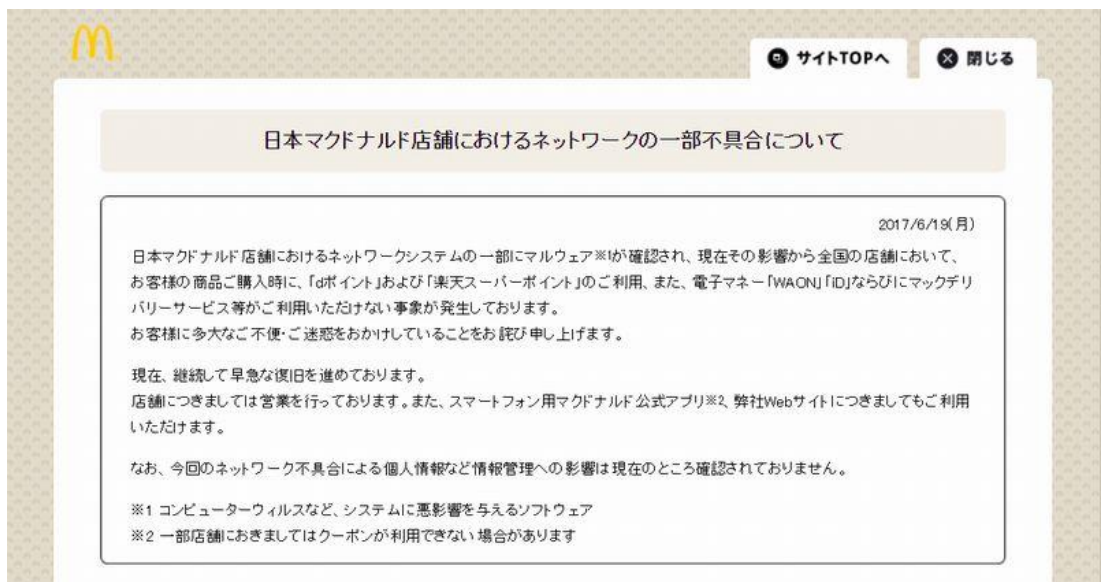 サイトTOPへ
閉じる
日本マクドナルド店舗におけるネットワークの一部不具合について
2017/6/19(月)
日本マクドナルド店舗におけるネットワークシステムの一部にマルウェア※1が確認され、現在その影響から全国の店舗において、
お客様の商品ご購入時に、「dポイント」および「楽天スーパーポイント」のご利用、また、電子マネー「WAON」「iD」ならびにマックデリ
バリーサービス等がご利用いただけない事象が発生しております。
お客様に多大なご不便・ご迷惑をおかけしていることをお詫び申し上げます。
現在、継続して早急な復旧を進めております。
店舗につきましては営業を行っております。また、スマートフォン用マクドナルド公式アプリ※2、弊社Webサイトにつきましてもご利用
いただけます。
なお、今回のネットワーク不具合による個人情報など情報管理への影響は現在のところ確認されておりません。
※1 コンピューターウィルスなど、システムに悪影響を与えるソフトウェア
※2 一部店舗におきましてはクーポンが利用できない場合があります